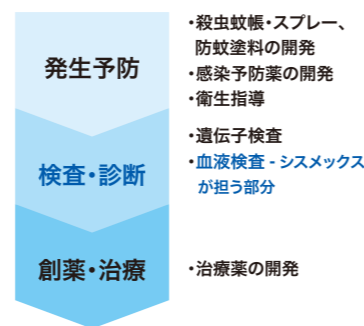 発生予防
・殺虫蚊帳・スプレー、
防蚊塗料の開発
・感染予防薬の開発
・衛生指導
検査・診断
・遺伝子検査
・血液検査 - シスメックス
が担う部分
創薬・治療
・治療薬の開発